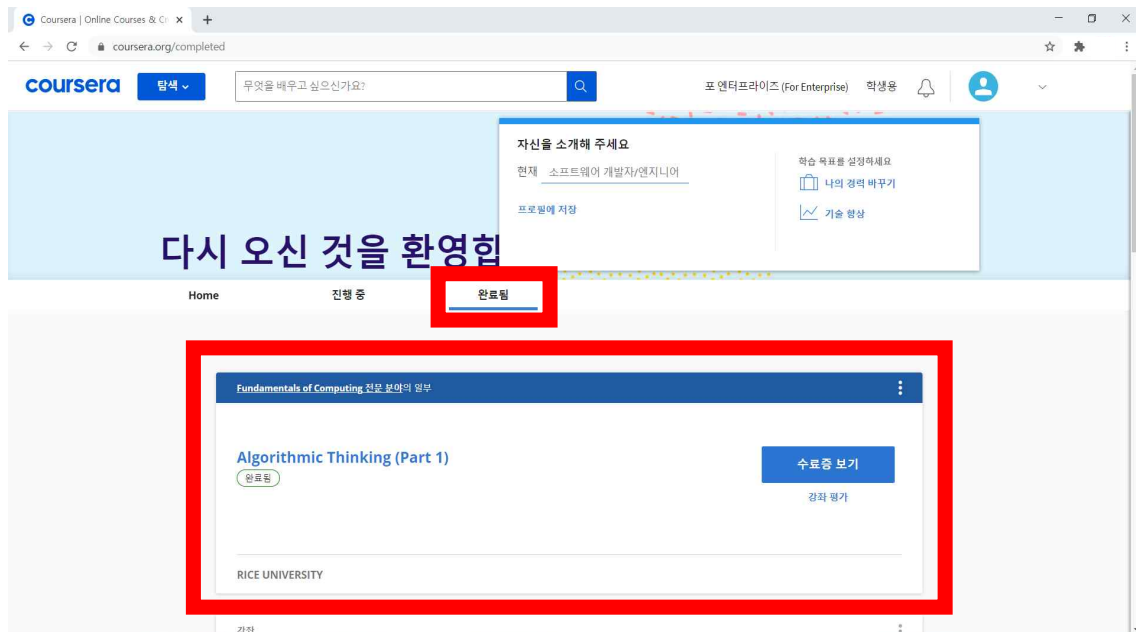 Coursera | Online Courses & Cr
coursera.org/completed
coursera
탐색
무엇을 배우고 싶으신가요?
포 엔터프라이즈 (For Enterprise)
학생용
자신을 소개해 주세요
현재 소프트웨어 개발자/엔지니어
프로필에 저장
학습 목표를 설정하세요
나의 경력 바꾸기
기술 향상
다시 오신 것을 환영합
Home
진행 중
완료됨
Fundamentals of Computing 전문 분야의 일부
Algorithmic Thinking (Part 1)
완료됨
수료증 보기
강좌 평가
RICE UNIVERSITY
강좌